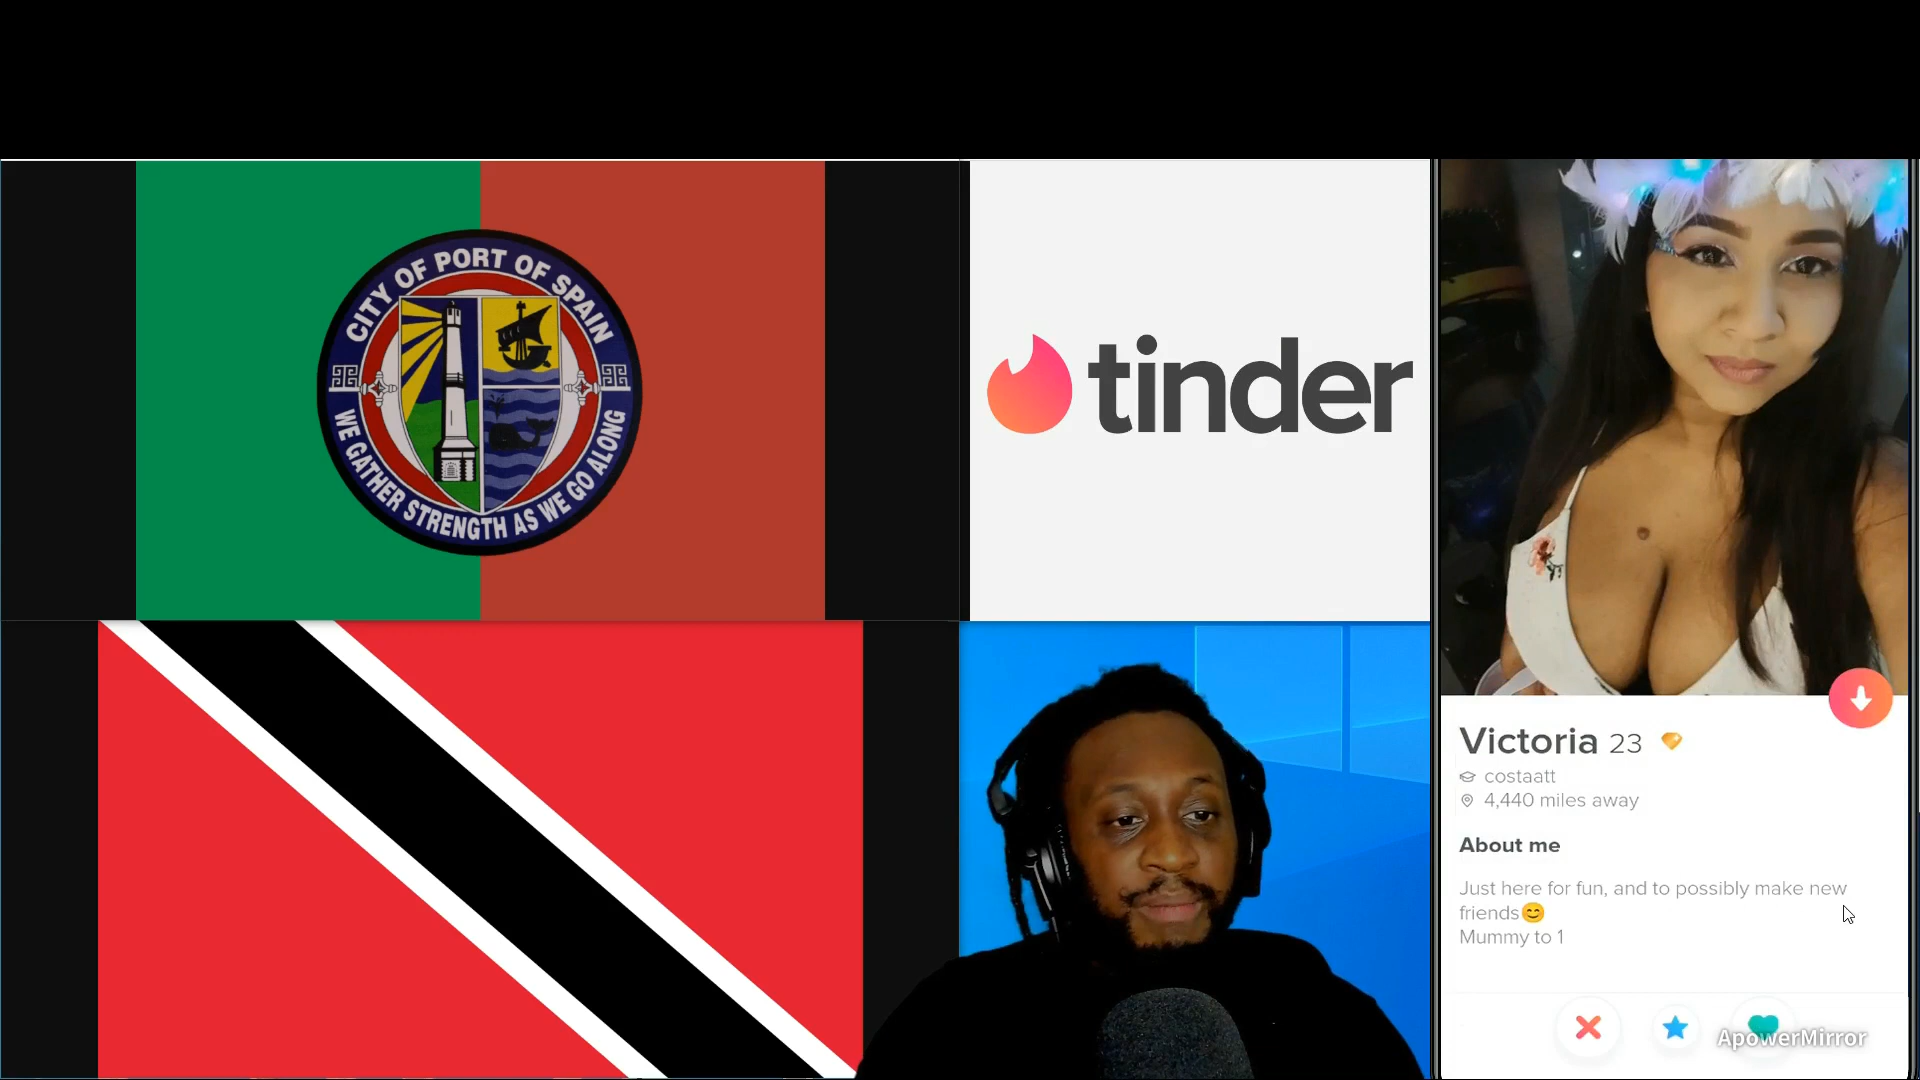 CITY OF PORT OF SPAIN
WE GATHER STRENGTH AS WE GO ALONG
tinder
Victoria 23
costaatt
4,440 miles away
About me
Just here for fun, and to possibly make new
friends😊
Mummy to 1
ApowerMirror